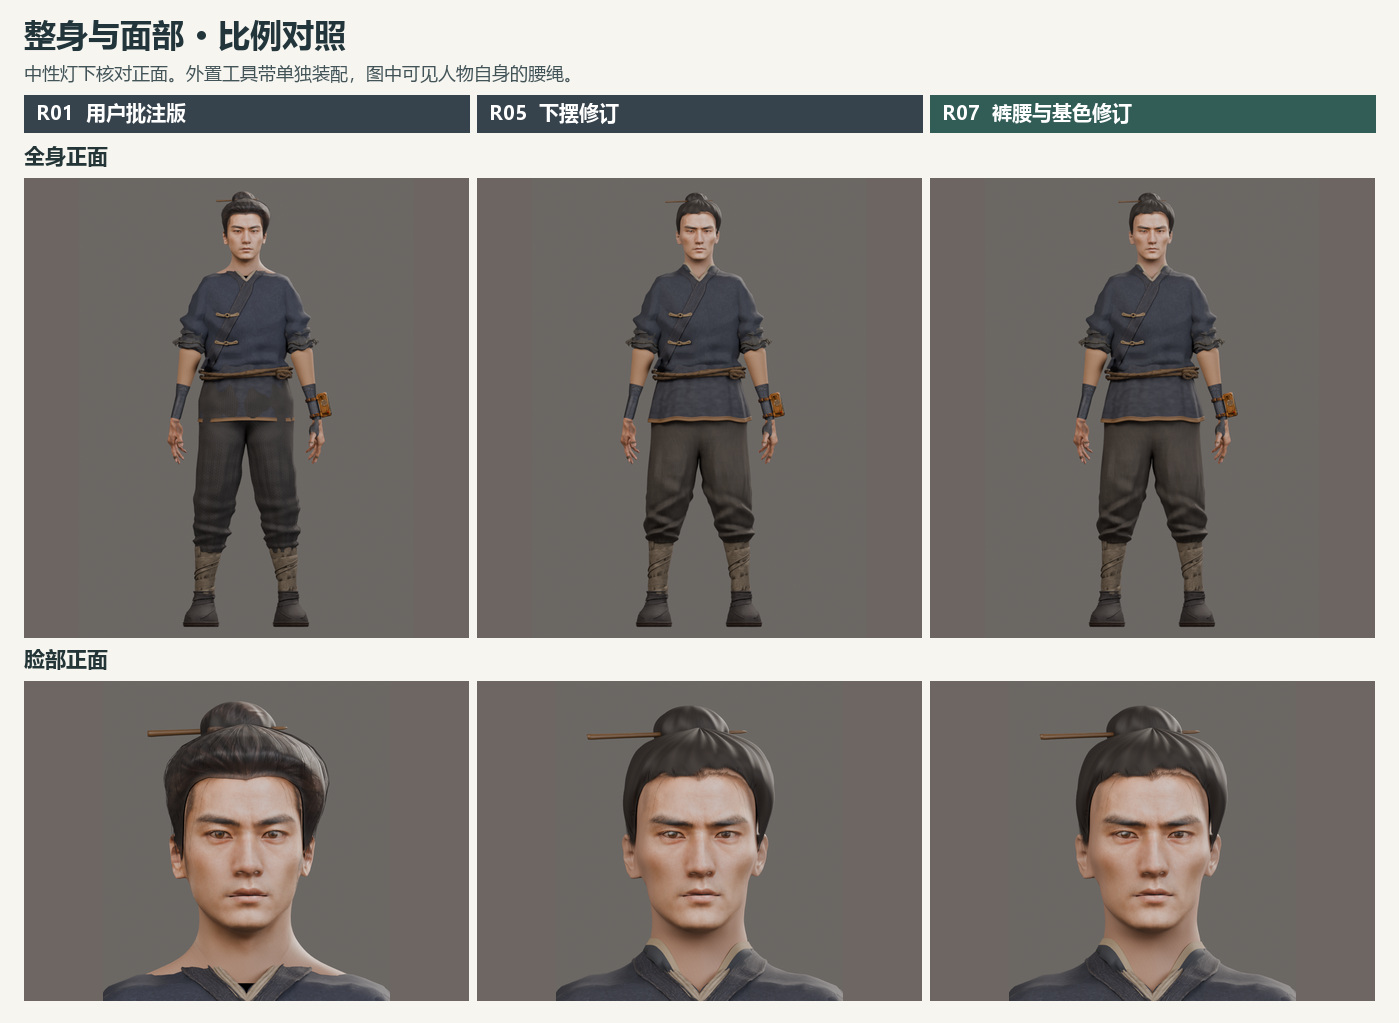 整身与面部·比例对照
中性灯下核对正面。外置工具带单独装配，图中可见人物自身的腰绳。
R01 用户批注版
R05 下摆修订
R07 裤腰与基色修订
全身正面
脸部正面